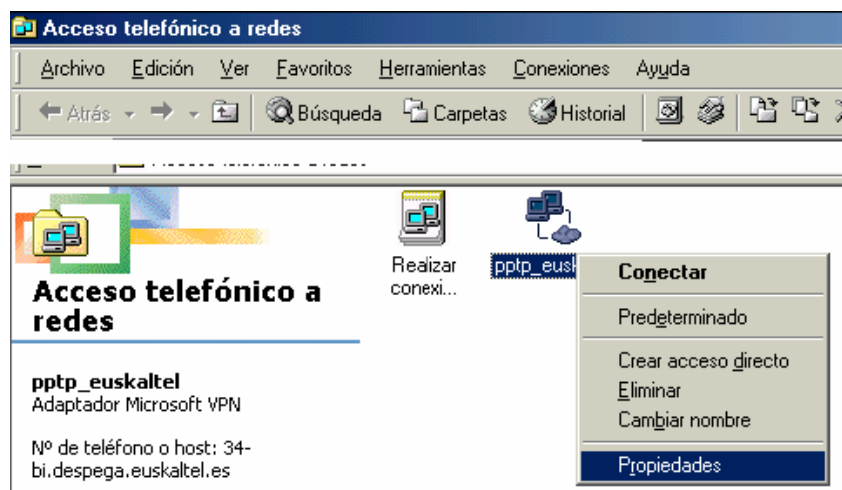 Acceso telefónico a redes
Archivo Edición Ver Favoritos Herramientas Conexiones Ayuda
Atrás Búsqueda Carpetas Historial
Acceso telefónico a
redes
pptp_euskaltel
Adaptador Microsoft VPN
Nº de teléfono o host: 34-
bi.despega.euskaltel.es
Realizar
conexi...
pptp_eusk
Conectar
Predeterminado
Crear acceso directo
Eliminar
Cambiar nombre
Propiedades